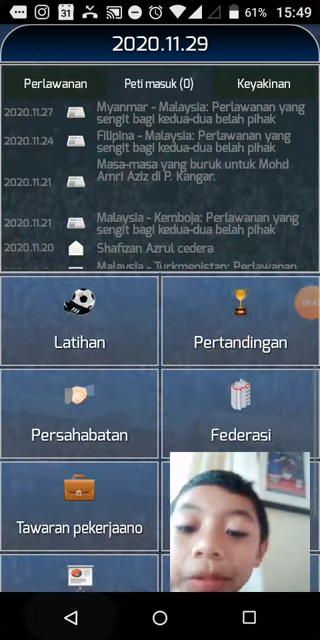 61% 15:49
2020.11.29
Perlawanan Peti masuk (0) Keyakinan
2020.11.27 Myanmar - Malaysia: Perlawanan yang
sengit bagi kedua-dua belah pihak
2020.11.24 Filipina - Malaysia: Perlawanan yang
sengit bagi kedua-dua belah pihak
2020.11.21 Masa-masa yang buruk untuk Mohd
Amri Aziz di P. Kangar.
2020.11.21 Malaysia - Kemboja: Perlawanan yang
sengit bagi kedua-dua belah pihak
2020.11.20 Shafizan Azrul cedera
Malaysia - Turkmenistan: Perlawanan
Latihan Pertandingan
Persahabatan Federasi
Tawaran pekerjaano